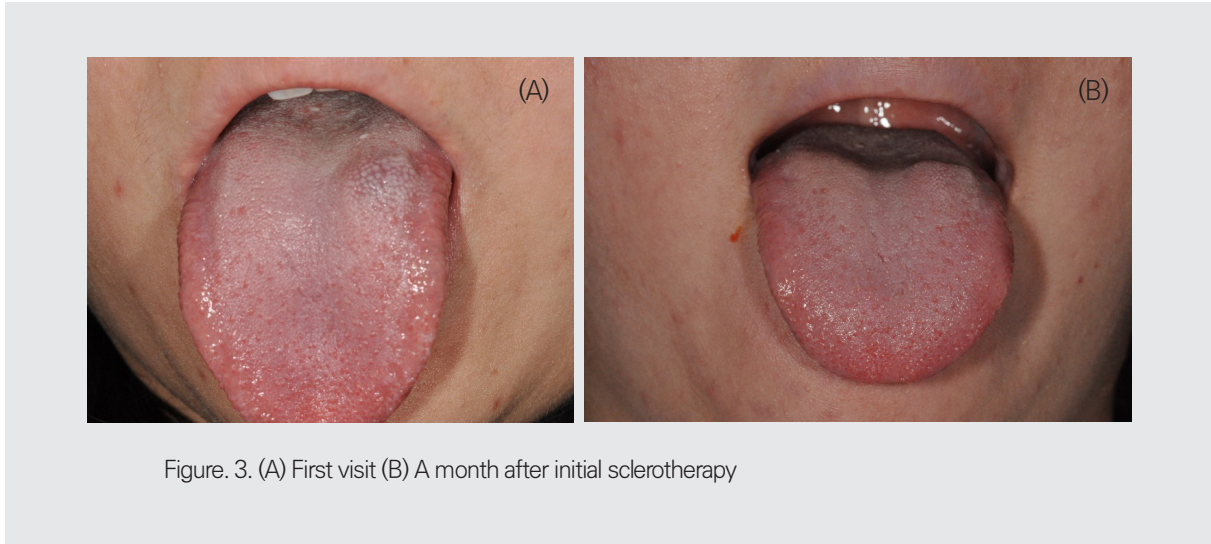 (A)
(B)
Figure. 3. (A) First visit (B) A month after initial sclerotherapy